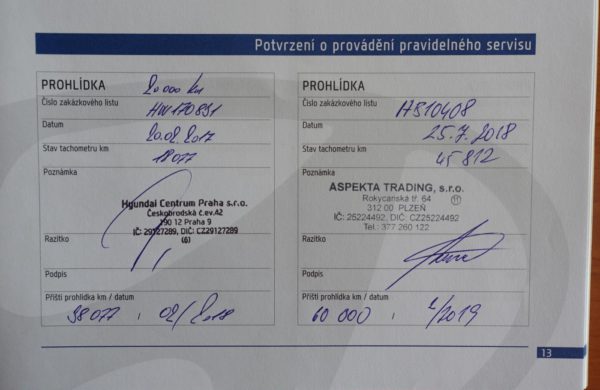 Potvrzení o provádění pravidelného servisu
PROHLÍDKA 20 000 km
Číslo zakázkového listu
HW170891
Datum
20.02.2017
Stav tachometru km
18077
Poznámka
Hyundai Centrum Praha s.r.o.
Českobrodská č.ev.42
190 12 Praha 9
IČ: 29127289, DIČ: CZ29127289
(6)
Razítko
Podpis
Příští prohlídka km / datum
38077 / 02/2018
PROHLÍDKA
Číslo zakázkového listu
AS10408
Datum
25.7.2018
Stav tachometru km
45 812
Poznámka
ASPEKTA TRADING, s.r.o.
Rokycanská tř. 64
312 00 PLZEŇ
11
IČ: 25224492, DIČ: CZ25224492
Tel.: 377 260 122
Razítko
Podpis
Příští prohlídka km / datum
60 000 /
/2019
13